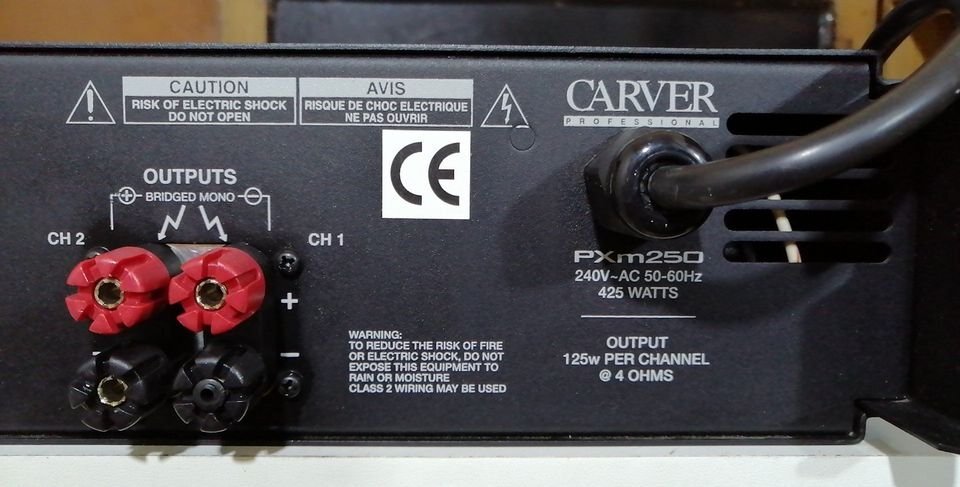 CAUTION
RISK OF ELECTRIC SHOCK
DO NOT OPEN
AVIS
RISQUE DE CHOC ELECTRIQUE
NE PAS OUVRIR
CARVER
PROFESSIONAL
CE
OUTPUTS
+ BRIDGED MONO −
CH 2
CH 1
+
−
−
PXm250
240V~AC 50-60Hz
425 WATTS
OUTPUT
125w PER CHANNEL
@ 4 OHMS
WARNING:
TO REDUCE THE RISK OF FIRE
OR ELECTRIC SHOCK, DO NOT
EXPOSE THIS EQUIPMENT TO
RAIN OR MOISTURE
CLASS 2 WIRING MAY BE USED